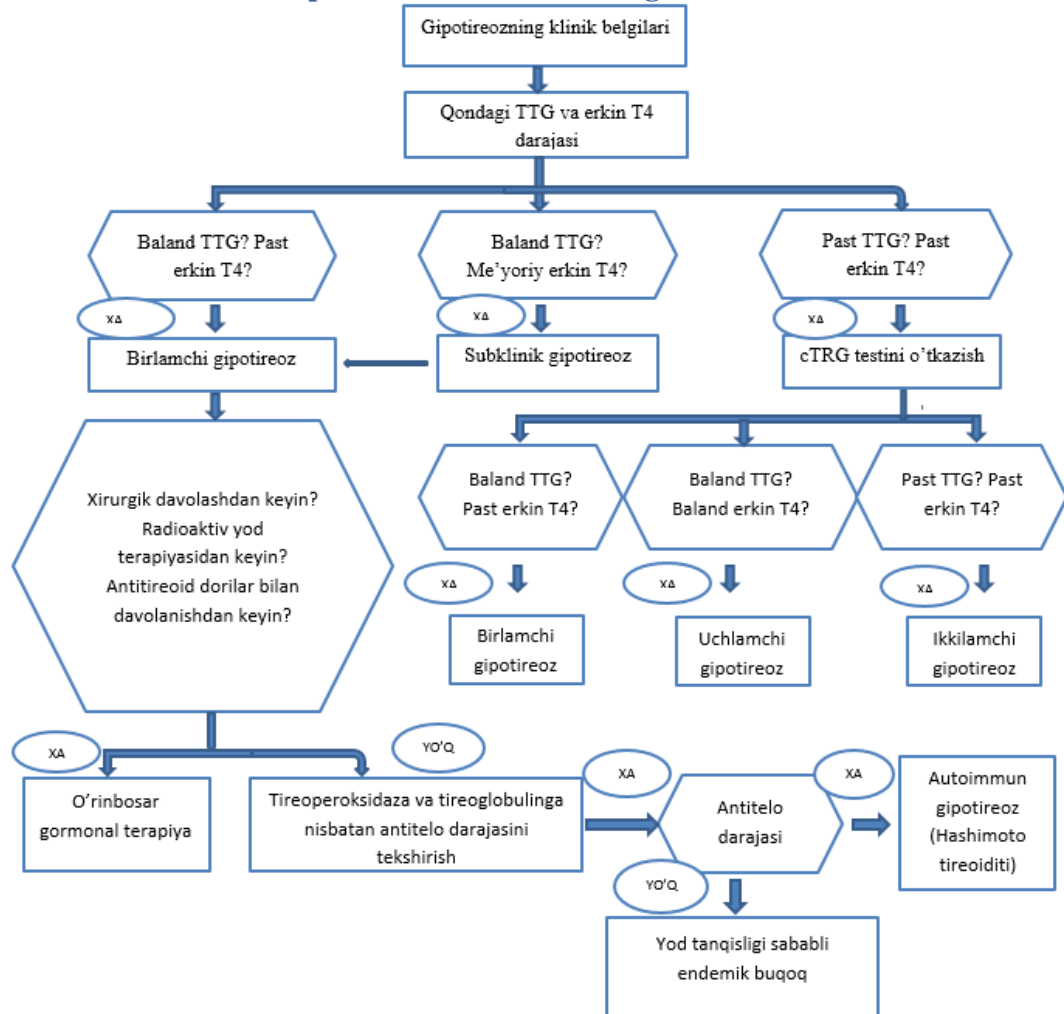 Gipotireozning klinik belgilari
Qondagi TTG va erkin T4
darajasi
Baland TTG? Past
erkin T4?
Baland TTG?
Me’yoriy erkin T4?
Past TTG? Past
erkin T4?
XA
XA
XA
Birlamchi gipotireoz
Subklinik gipotireoz
cTRG testini o’tkazish
Xirurgik davolashdan keyin?
Radioaktiv yod
terapiyasidan keyin?
Antitireoid dorilar bilan
davolanishdan keyin?
Baland TTG?
Past erkin T4?
Baland TTG?
Baland erkin T4?
Past TTG? Past
erkin T4?
XA
XA
XA
Birlamchi
gipotireoz
Uchlamchi
gipotireoz
Ikkilamchi
gipotireoz
XA
YO’Q
O’rinbosar
gormonal terapiya
Tireoperoksidaza va tireoglobulinga
nisbatan antitelo darajasini
tekshirish
XA
Antitelo
darajasi
XA
Autoimmun
gipotireoz
(Hashimoto
tireoiditi)
YO’Q
Yod tanqisligi sababli
endemik buqoq